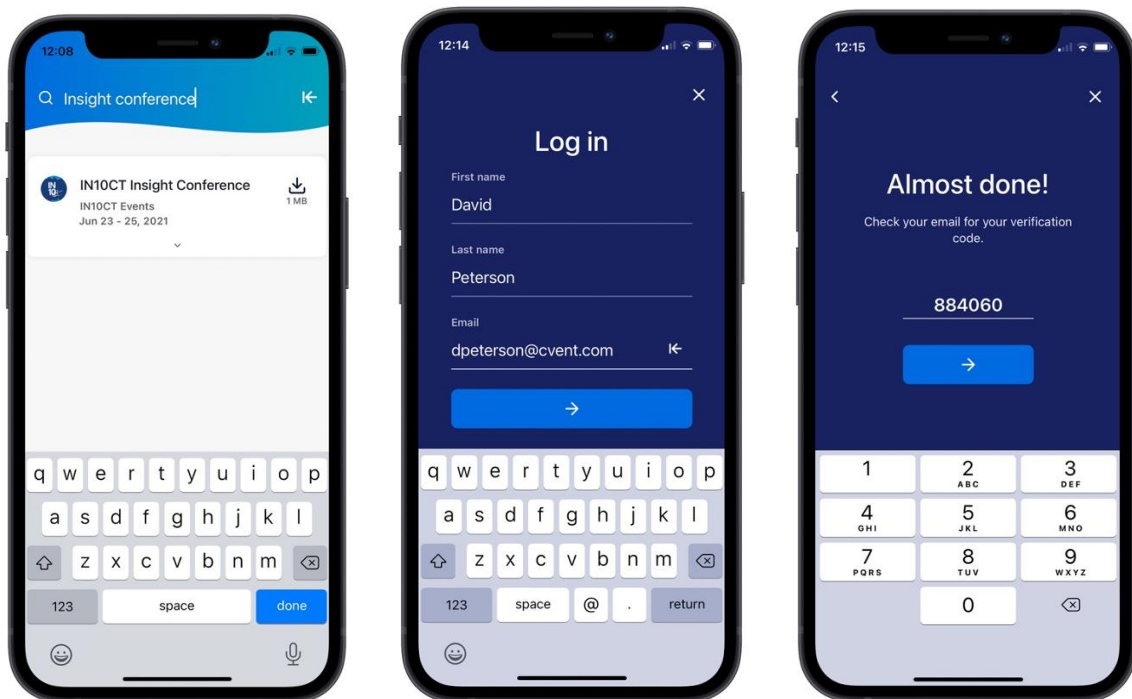 12:08
Insight conference
IN10CT Insight Conference
IN10CT Events
Jun 23 - 25, 2021
1 MB
IN
10
q w e r t y u i o p
a s d f g h j k l
z x c v b n m
123 space done
12:14
Log in
First name
David
Last name
Peterson
Email
dpeterson@cvent.com
q w e r t y u i o p
a s d f g h j k l
z x c v b n m
123 space @ . return
12:15
Almost done!
Check your email for your verification
code.
884060
1 2 3
ABC DEF
4 5 6
GHI JKL MNO
7 8 9
PQRS TUV WXYZ
0